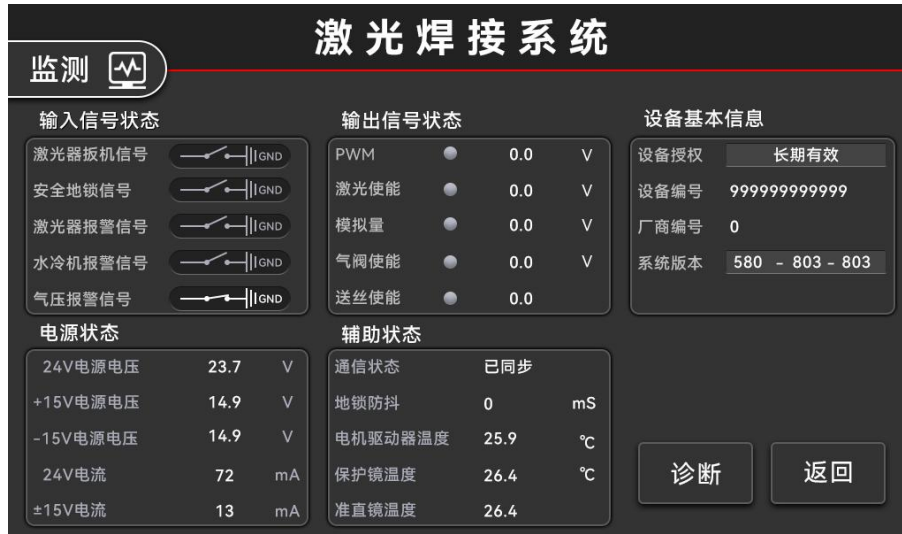 激光焊接系统
监测
输入信号状态
激光器扳机信号 GND
安全地锁信号 GND
激光器报警信号 GND
水冷机报警信号 GND
气压报警信号 GND
输出信号状态
PWM 0.0 V
激光使能 0.0 V
模拟量 0.0 V
气阀使能 0.0 V
送丝使能 0.0
设备基本信息
设备授权 长期有效
设备编号 999999999999
厂商编号 0
系统版本 580 - 803 - 803
电源状态
24V电源电压 23.7 V
+15V电源电压 14.9 V
-15V电源电压 14.9 V
24V电流 72 mA
±15V电流 13 mA
辅助状态
通信状态 已同步
地锁防抖 0 mS
电机驱动器温度 25.9 ℃
保护镜温度 26.4 ℃
准直镜温度 26.4
诊断
返回